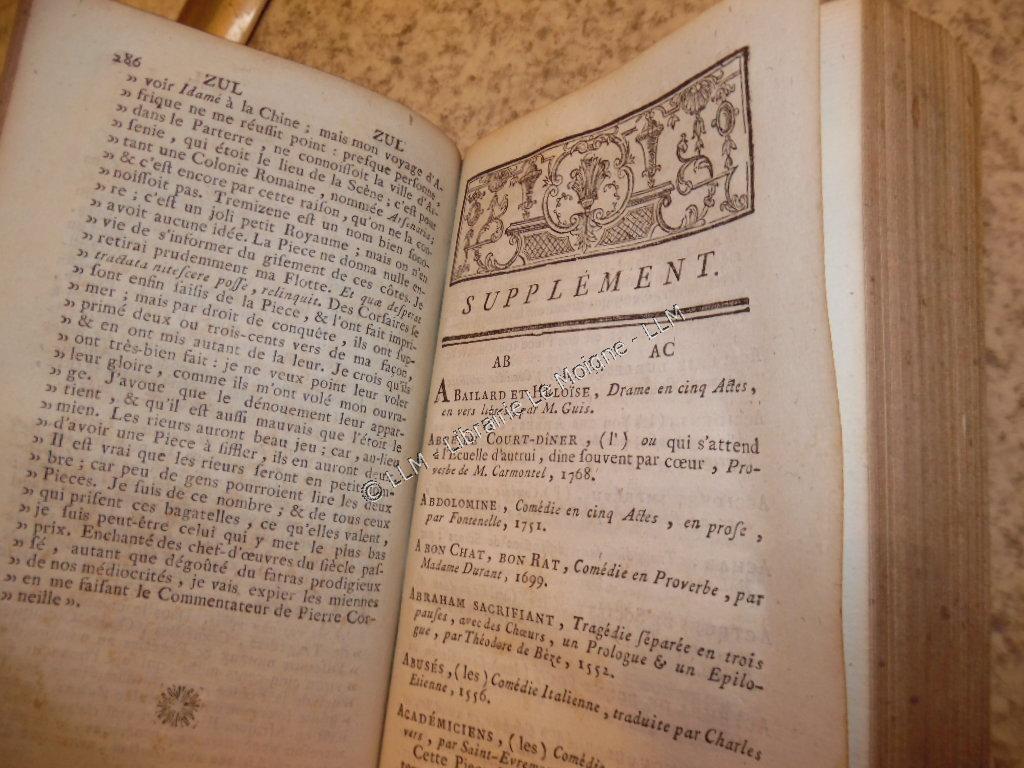 286 ZUL ZUL
» voir Idamé à la Chine ; mais mon voyage d'A-
» frique ne me réuſſit point : preſque perſonne,
» dans le Parterre, ne connoiſſoit la ville d'Ar-
» ſenie, qui étoit le lieu de la Scène ; c'eſt pour
» tant une Colonie Romaine, nommée Arſenaria ;
» & c'eſt encore par cette raiſon, qu'on ne la con-
» noiſſoit pas. Tremizene eſt un nom bien ſono-
» re ; c'eſt un joli petit Royaume ; mais on n'en
» avoit aucune idée. La Piece ne donna nulle en-
» vie de s'informer du giſement de ces côtes. Je
» retirai prudemment ma Flotte. Et quæ deſperat
» tractata niteſcere poſſe, relinquit. Des Corſaires ſe
» ſont enfin ſaiſis de la Piece, & l'ont fait impri-
» mer ; mais par droit de conquête, ils ont ſup-
» primé deux ou trois-cents vers de ma façon,
» & en ont mis autant de la leur. Je crois qu'ils
» ont très-bien fait : je ne veux point leur voler
» leur gloire, comme ils m'ont volé mon ouvra-
» ge. J'avoue que le dénouement leur appar-
» tient, & qu'il eſt auſſi mauvais que l'étoit le
» mien. Les rieurs auront beau jeu ; car, au-lieu
» d'avoir une Piece à ſiffler, ils en auront deux.
» Il eſt vrai que les rieurs ſeront en petit nom-
» bre ; car peu de gens pourroient lire les deux
» Pieces. Je ſuis de ce nombre ; & de tous ceux
» qui priſent ces bagatelles, ce qu'elles valent,
» je ſuis peut-être celui qui y met le plus bas
» prix. Enchanté des chef-d'œuvres du ſiècle paſ-
» ſé, autant que dégoûté du fatras prodigieux
» de nos médiocrités, je vais expier les miennes
» en me faiſant le Commentateur de Pierre Cor-
» neille ».
SUPPLÉMENT.
AB AC
ABAILARD ET HÉLOISE, Drame en cinq Actes,
en vers libres, par M. Guis.
COURT-DÎNER, (l') ou qui s'attend
à l'écuelle d'autrui, dine ſouvent par cœur, Pro-
verbe de M. Carmontel, 1768.
ABDOLOMINE, Comédie en cinq Actes, en proſe,
par Fontenelle, 1751.
A BON CHAT, BON RAT, Comédie en Proverbe, par
Madame Durant, 1699.
ABRAHAM SACRIFIANT, Tragédie ſéparée en trois
pauſes, avec des Chœurs, un Prologue & un Epilo-
gue, par Théodore de Bèze, 1552.
ABUSÉS, (les) Comédie Italienne, traduite par Charles
Etienne, 1556.
ACADÉMICIENS, (les) Comédie
vers, par Saint-Evremo
Cette Pie
© LLM - Librairie Le Moigne - LLM